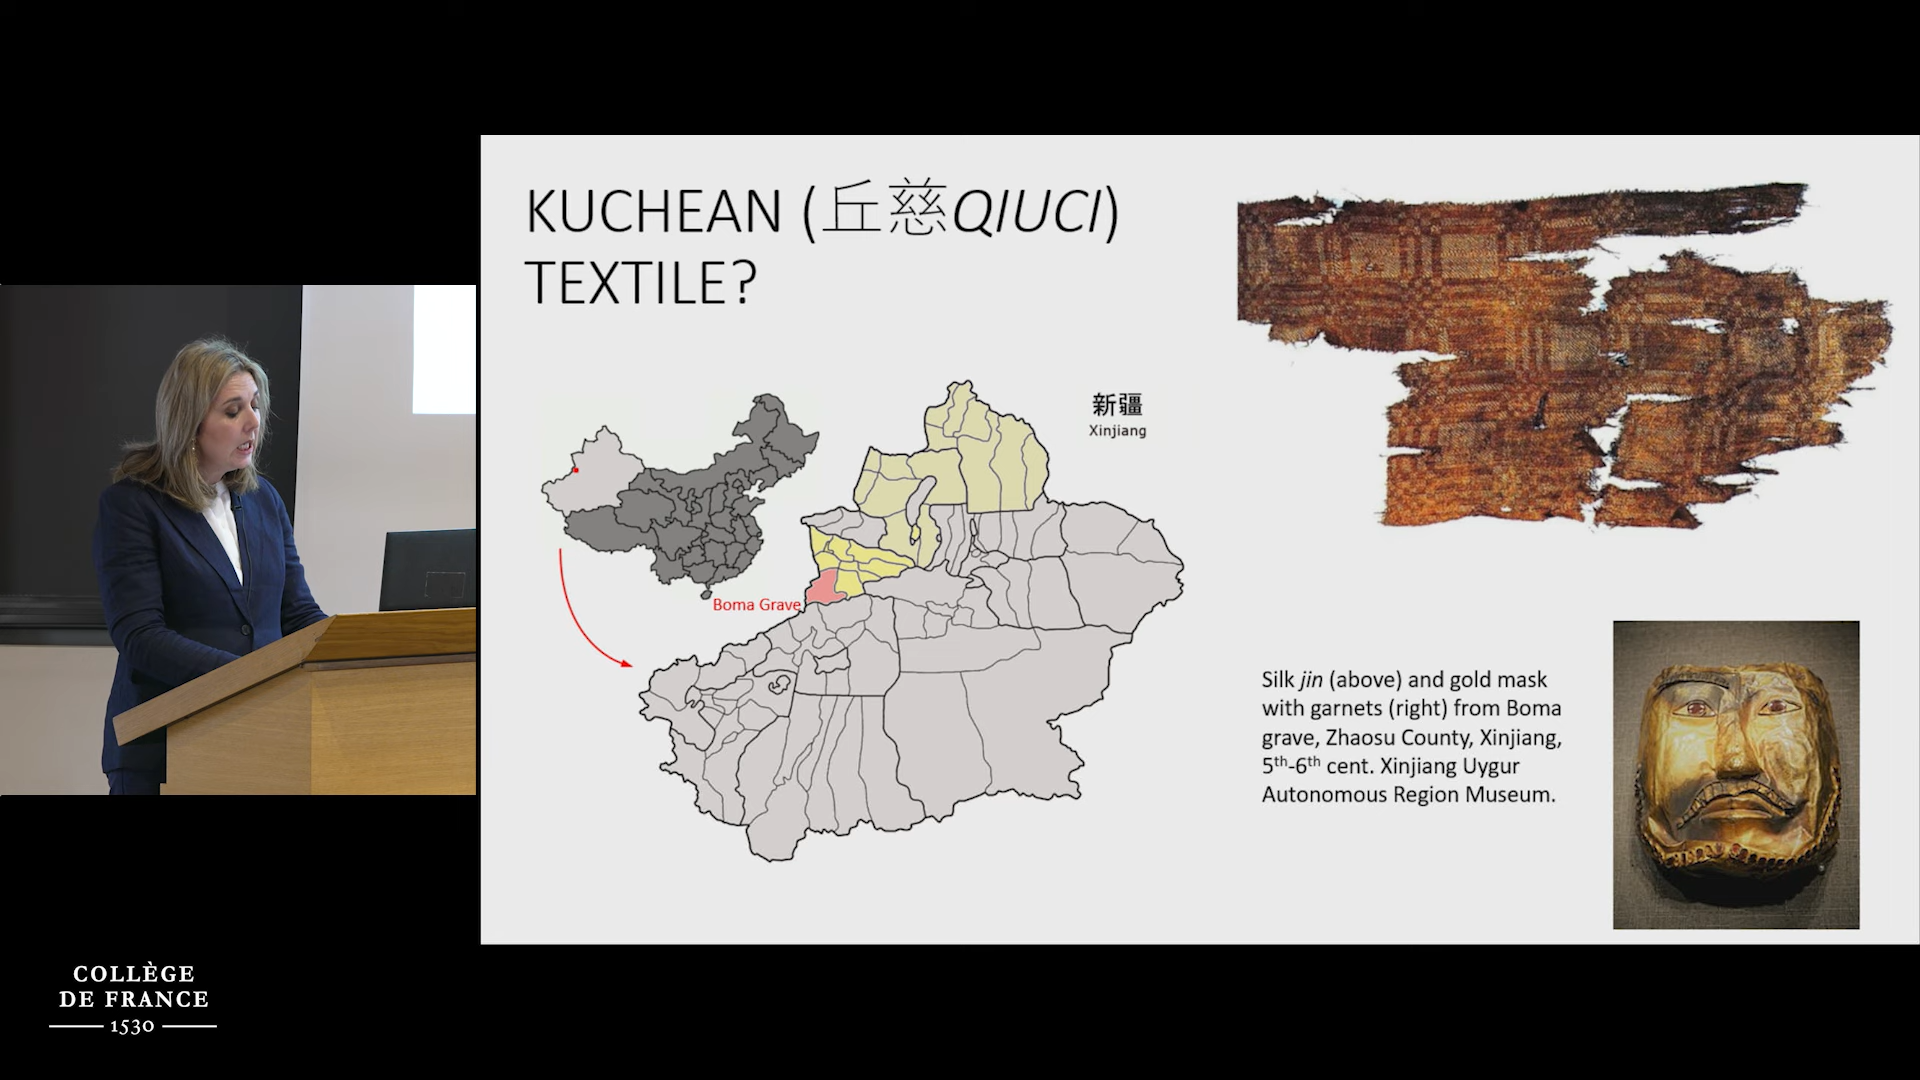 KUCHEAN (丘慈QIUCI)
TEXTILE?
新疆
Xinjiang
Boma Grave
Silk jin (above) and gold mask
with garnets (right) from Boma
grave, Zhaosu County, Xinjiang,
5th-6th cent. Xinjiang Uygur
Autonomous Region Museum.
COLLÈGE
DE FRANCE
1530